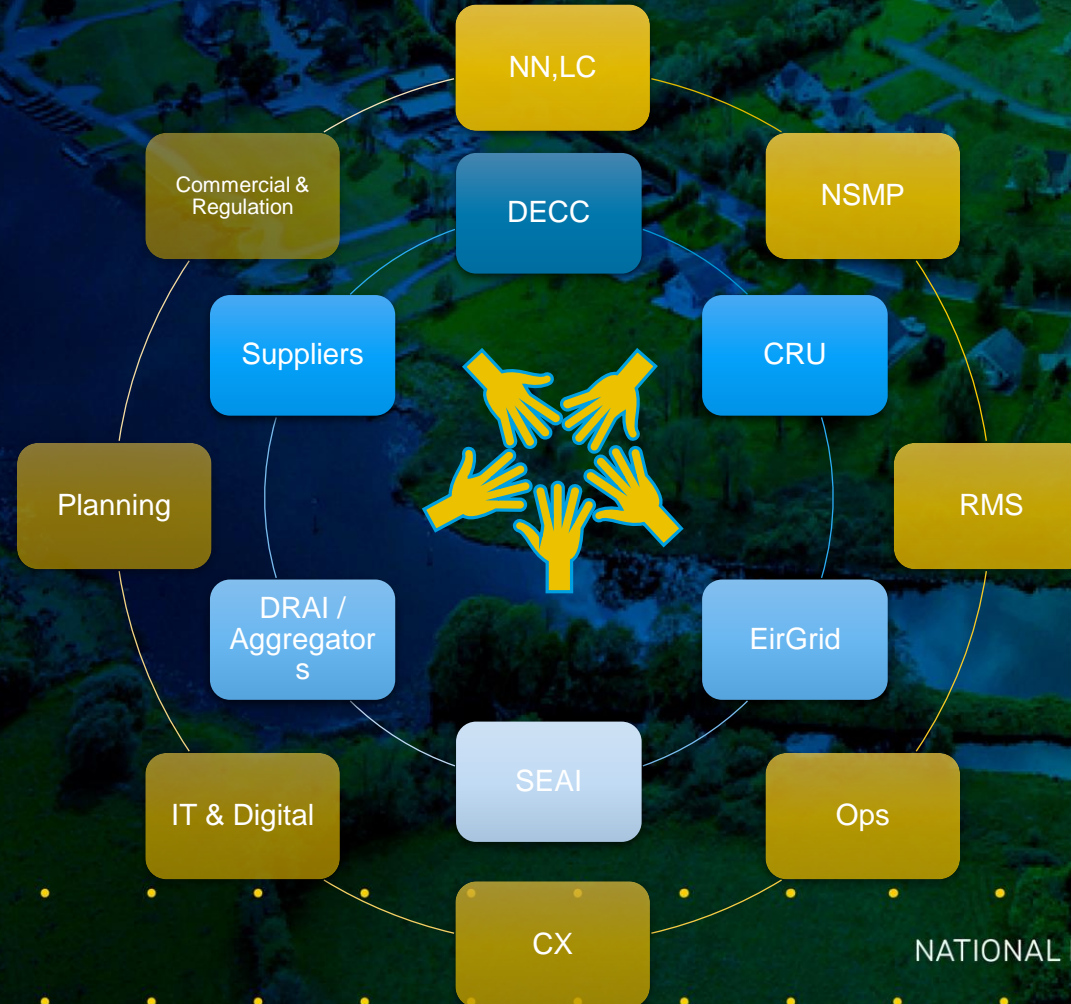 NN,LC
NSMP
RMS
Ops
CX
IT & Digital
Planning
Commercial &
Regulation
DECC
CRU
EirGrid
SEAI
DRAI /
Aggregator
s
Suppliers
NATIONAL